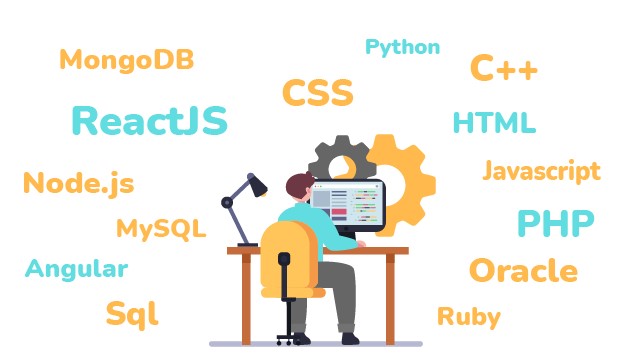 Python
MongoDB
C++
CSS
ReactJS
HTML
Javascript
Node.js
PHP
MySQL
Angular
Oracle
Sql
Ruby